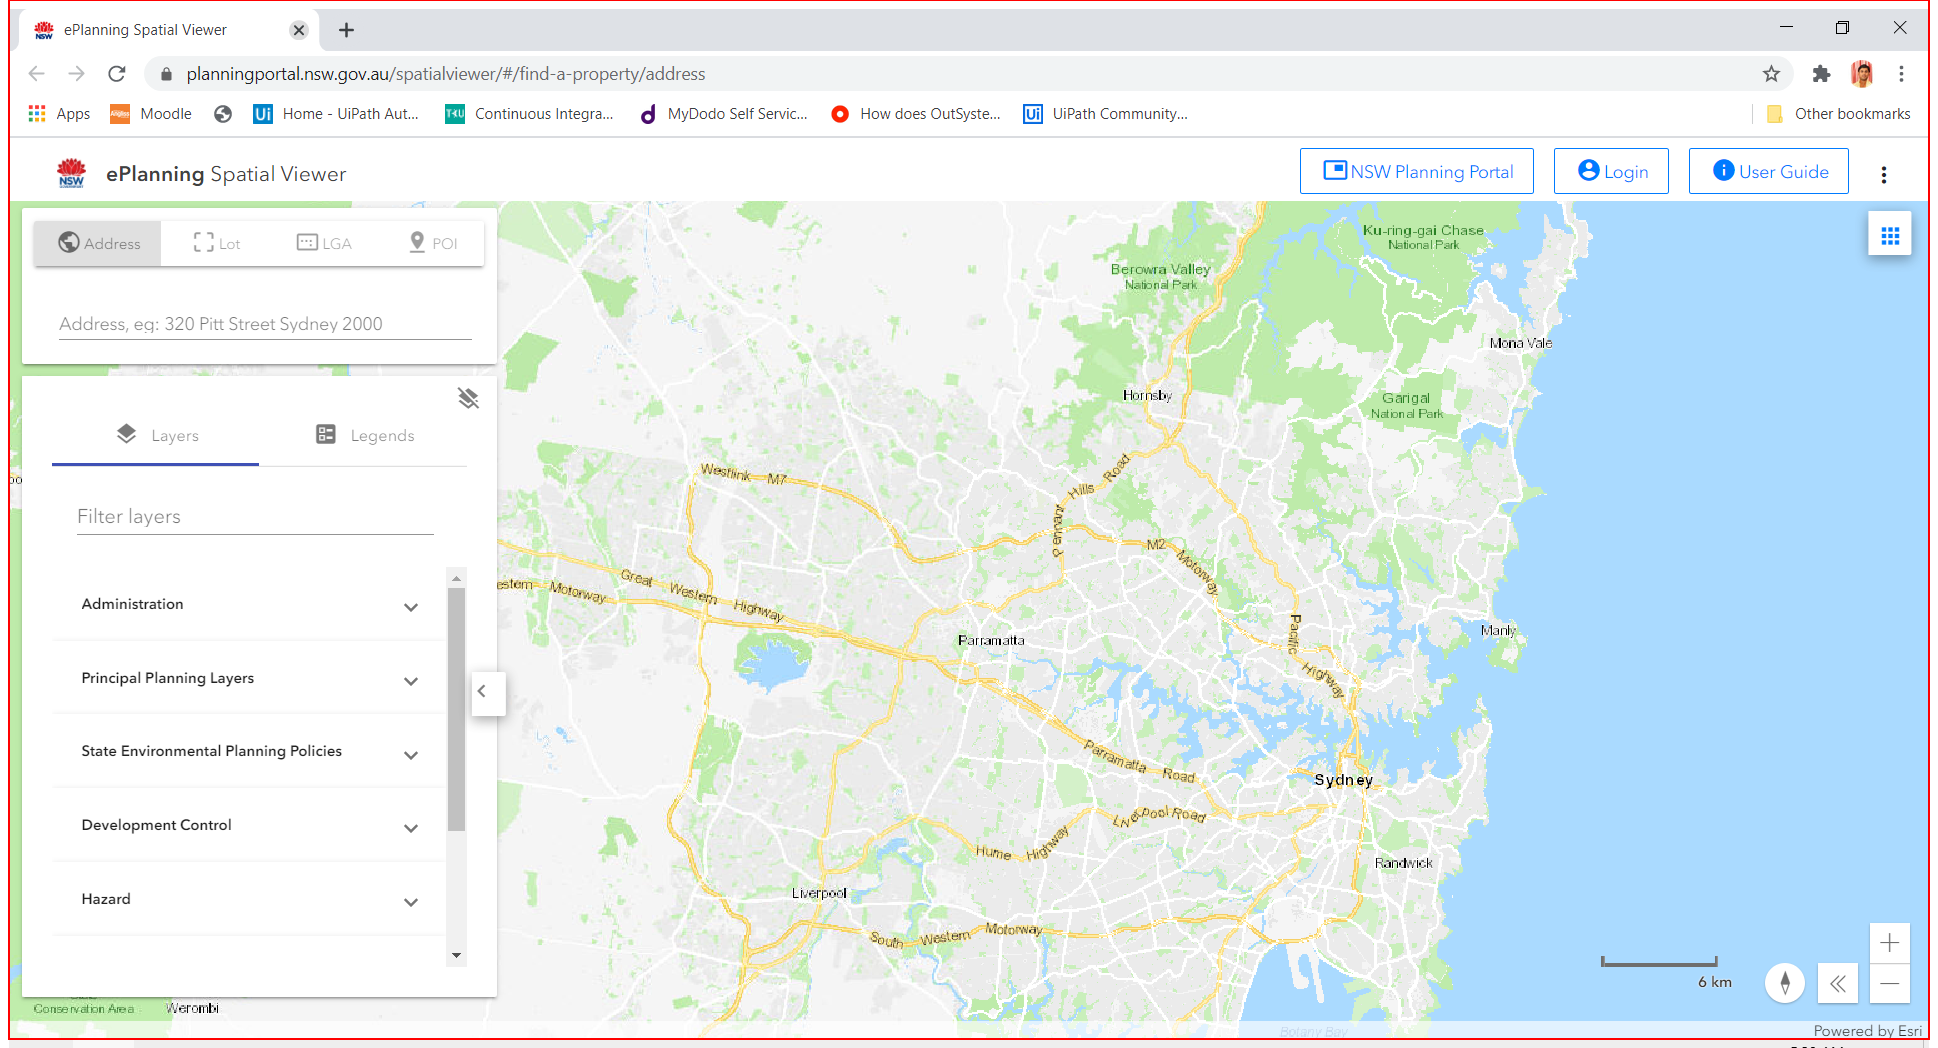 ePlanning Spatial Viewer
planningportal.nsw.gov.au/spatialviewer/#/find-a-property/address
Apps
Moodle
Home - UiPath Aut...
Continuous Integra...
MyDodo Self Servic...
How does OutSyste...
UiPath Community...
Other bookmarks
NSW
ePlanning Spatial Viewer
NSW Planning Portal
Login
User Guide
Address
Lot
LGA
POI
Address, eg: 320 Pitt Street Sydney 2000
Layers
Legends
Filter layers
Administration
Principal Planning Layers
State Environmental Planning Policies
Development Control
Hazard
Ku-ring-gai Chase
National Park
Berowra Valley
National Park
Mona Vale
Hornsby
Garigal
National Park
Westlink M7
Hills Road
Pennant
M2 Motorway
Great Western Highway
estern Motorway
Pacific Highway
Parramatta
Manly
Parramatta Road
Sydney
Liverpool Road
Hume Highway
Randwick
Liverpool
South Western Motorway
6 km
Conservation Area
Werombi
Botany Bay
Powered by Esri